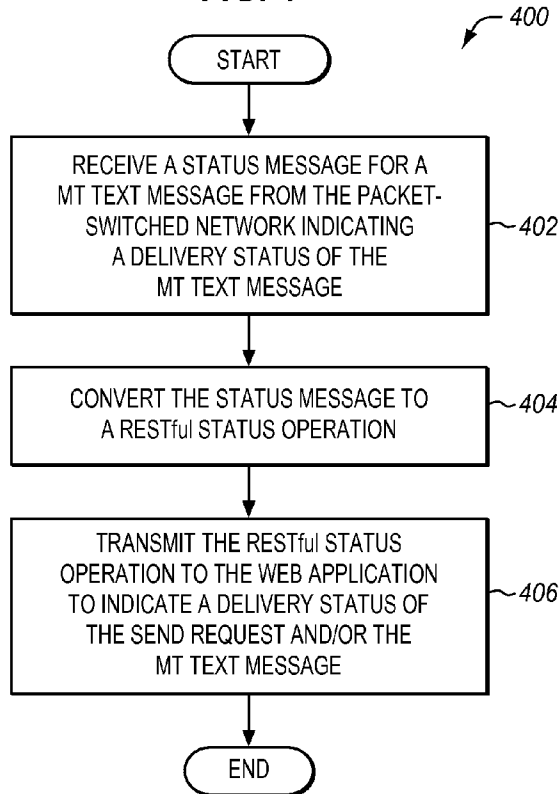 400
START
RECEIVE A STATUS MESSAGE FOR A
MT TEXT MESSAGE FROM THE PACKET-
SWITCHED NETWORK INDICATING
A DELIVERY STATUS OF THE
MT TEXT MESSAGE
402
CONVERT THE STATUS MESSAGE TO
A RESTful STATUS OPERATION
404
TRANSMIT THE RESTful STATUS
OPERATION TO THE WEB APPLICATION
TO INDICATE A DELIVERY STATUS OF
THE SEND REQUEST AND/OR THE
MT TEXT MESSAGE
406
END